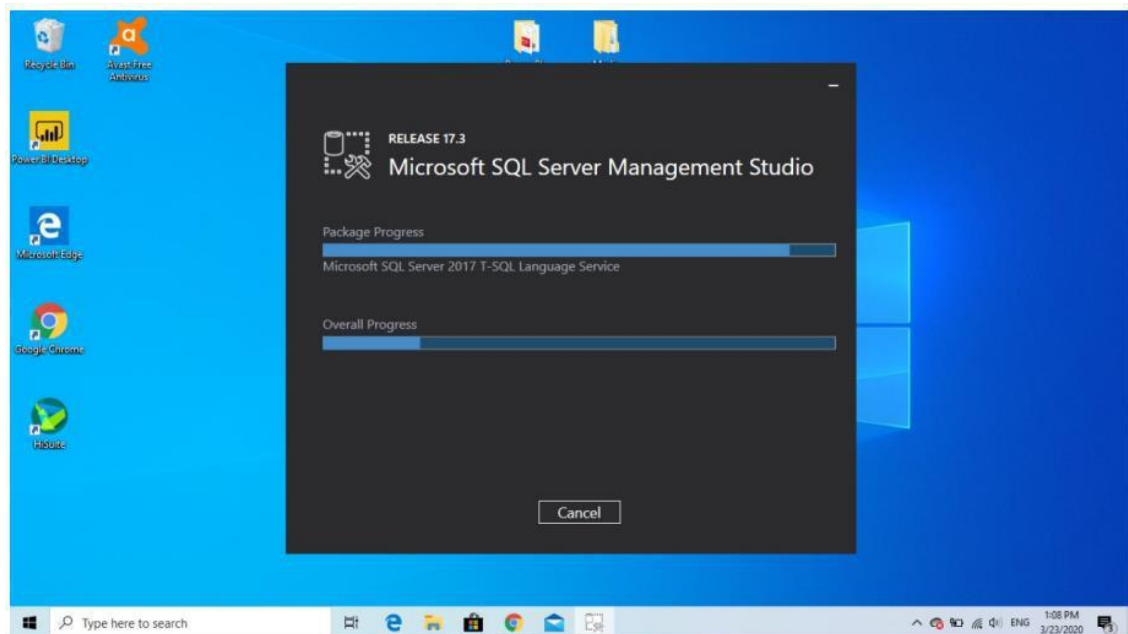 Recycle Bin
Avast Free
Antivirus
Power BI Desktop
Microsoft Edge
Google Chrome
HiSuite
RELEASE 17.3
Microsoft SQL Server Management Studio
Package Progress
Microsoft SQL Server 2017 T-SQL Language Service
Overall Progress
Cancel
Type here to search
ENG
1:08 PM
3/23/2020